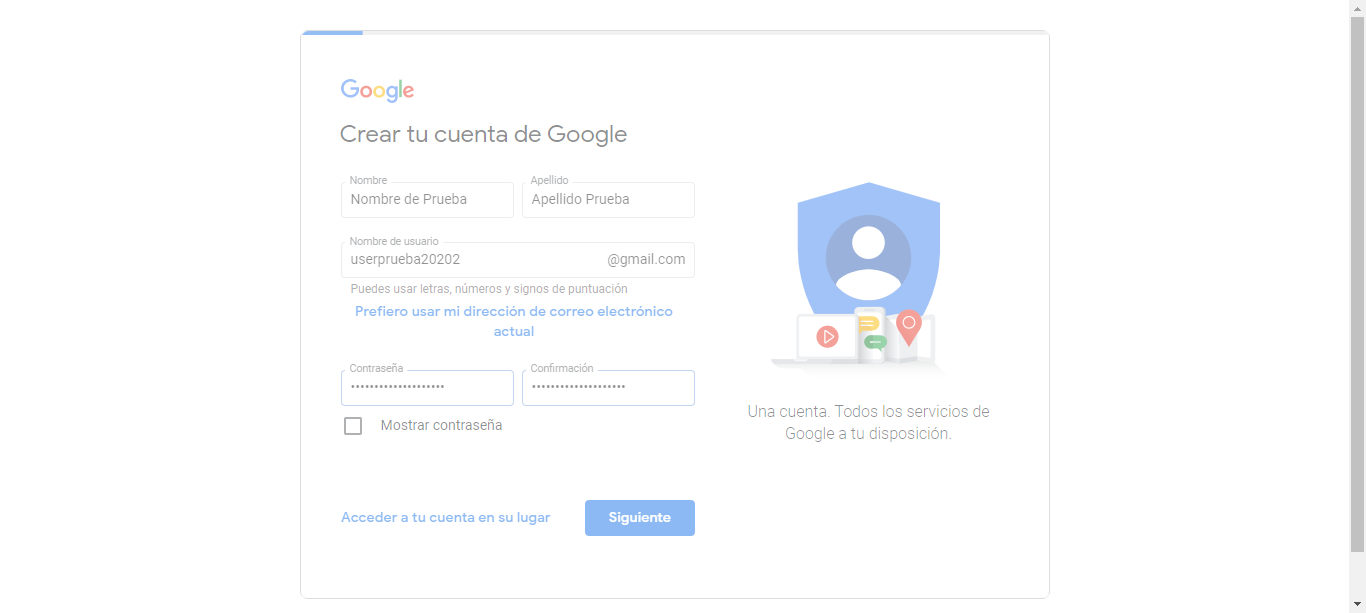 Google
Crear tu cuenta de Google
Nombre
Nombre de Prueba
Apellido
Apellido Prueba
Nombre de usuario
userprueba20202
@gmail.com
Puedes usar letras, números y signos de puntuación
Prefiero usar mi dirección de correo electrónico
actual
Contraseña
••••••••••••••••••••
Confirmación
••••••••••••••••••••
Mostrar contraseña
Acceder a tu cuenta en su lugar
Siguiente
Una cuenta. Todos los servicios de
Google a tu disposición.